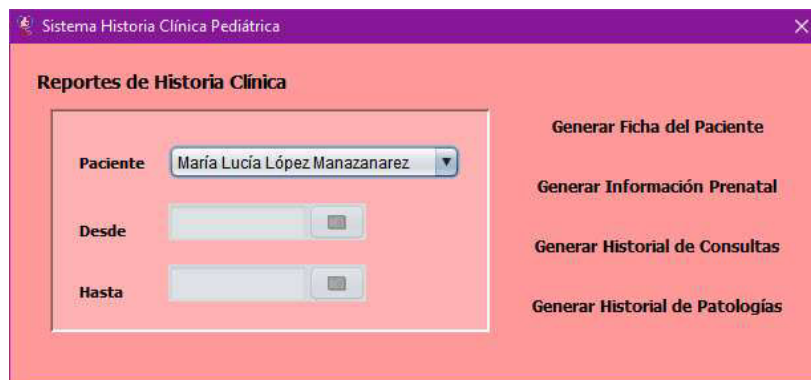 Sistema Historia Clínica Pediátrica
Reportes de Historia Clínica
Paciente
María Lucía López Manazanarez
Desde
Hasta
Generar Ficha del Paciente
Generar Información Prenatal
Generar Historial de Consultas
Generar Historial de Patologías